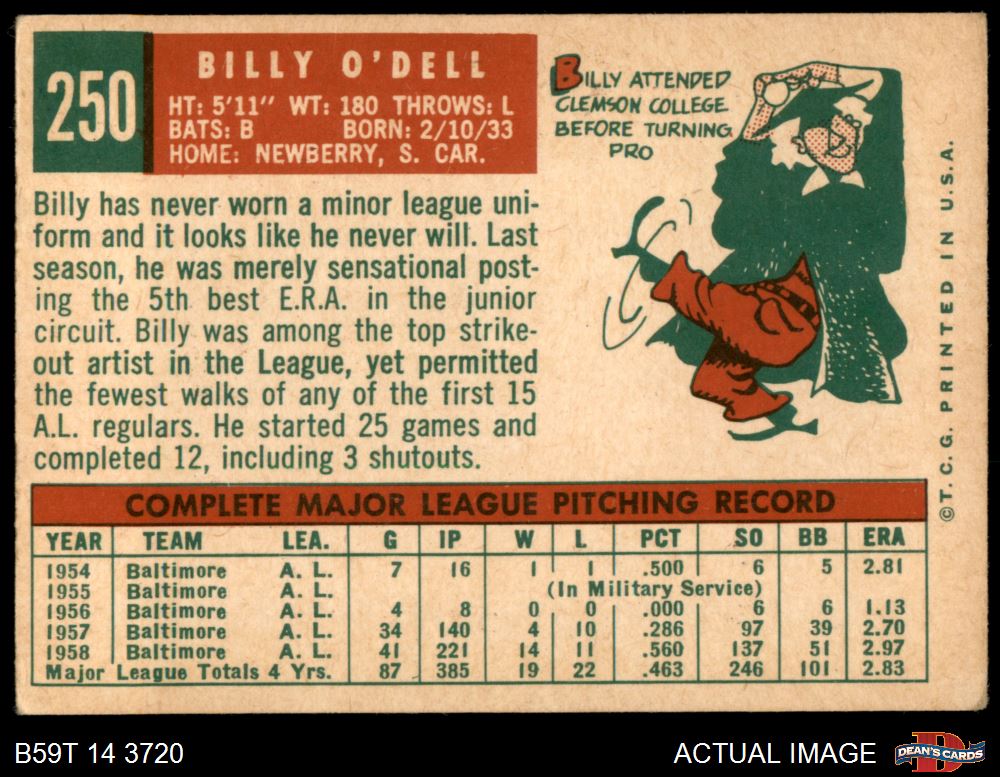 250
BILLY O'DELL
HT: 5'11" WT: 180 THROWS: L
BATS: B BORN: 2/10/33
HOME: NEWBERRY, S. CAR.
BILLY ATTENDED
CLEMSON COLLEGE
BEFORE TURNING
PRO
Billy has never worn a minor league uni-
form and it looks like he never will. Last
season, he was merely sensational post-
ing the 5th best E.R.A. in the junior
circuit. Billy was among the top strike-
out artist in the League, yet permitted
the fewest walks of any of the first 15
A.L. regulars. He started 25 games and
completed 12, including 3 shutouts.
©T. C. G. PRINTED IN U.S.A.
COMPLETE MAJOR LEAGUE PITCHING RECORD
YEAR TEAM LEA. G IP W L PCT SO BB ERA
1954 Baltimore A. L. 7 16 1 1 .500 6 5 2.81
1955 Baltimore A. L. (In Military Service)
1956 Baltimore A. L. 4 8 0 0 .000 6 6 1.13
1957 Baltimore A. L. 34 140 4 10 .286 97 39 2.70
1958 Baltimore A. L. 41 221 14 11 .560 137 51 2.97
Major League Totals 4 Yrs. 87 385 19 22 .463 246 101 2.83
B59T 14 3720
ACTUAL IMAGE
D
DEAN'S CARDS